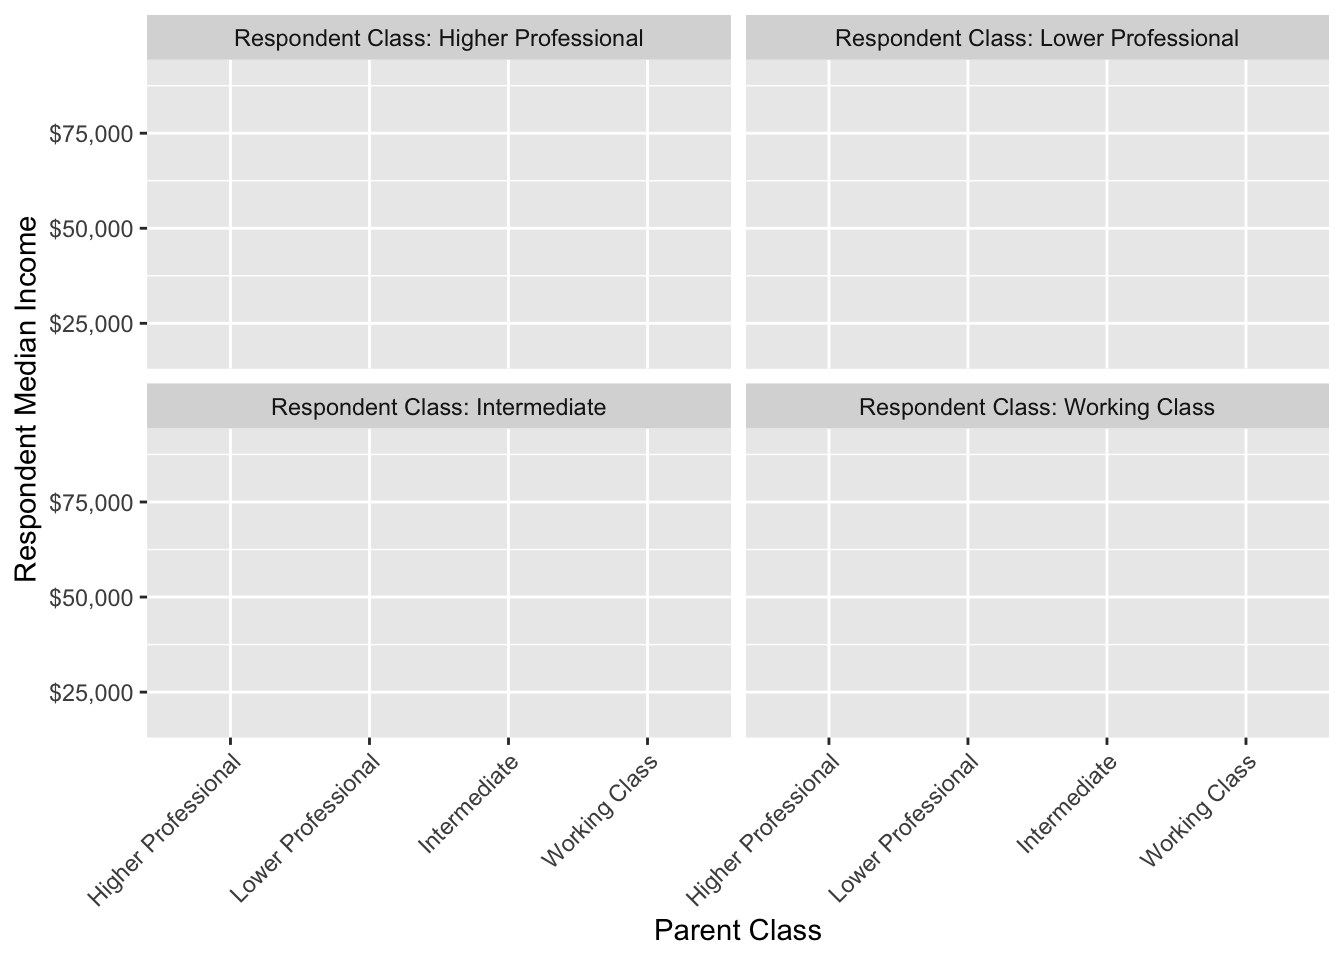 Respondent Class: Higher Professional
Respondent Class: Lower Professional
$75,000
$50,000
$25,000
Respondent Class: Intermediate
Respondent Class: Working Class
$75,000
$50,000
$25,000
Respondent Median Income
Higher Professional
Lower Professional
Intermediate
Working Class
Higher Professional
Lower Professional
Intermediate
Working Class
Parent Class